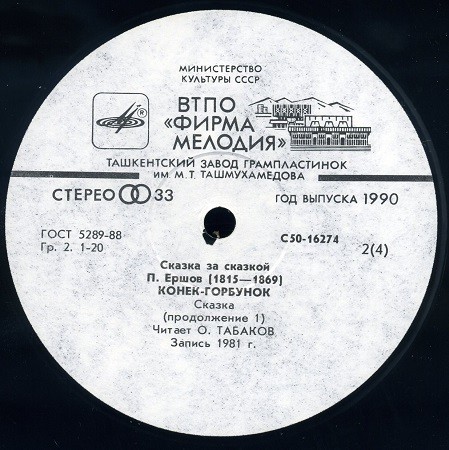 МИНИСТЕРСТВО
КУЛЬТУРЫ СССР
ВТПО
«ФИРМА
МЕЛОДИЯ»
ТАШКЕНТСКИЙ ЗАВОД ГРАМПЛАСТИНОК
ИМ. М. Т. ТАШМУХАМЕДОВА
СТЕРЕО 33
ГОД ВЫПУСКА 1990
ГОСТ 5289-88
Гр. 2. 1-20
С50-16274
2(4)
Сказка за сказкой
П. Ершов (1815—1869)
КОНЕК-ГОРБУНОК
Сказка
(продолжение 1)
Читает О. ТАБАКОВ
Запись 1981 г.